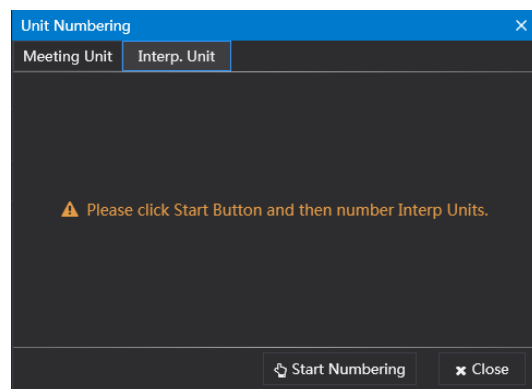 Unit Numbering
Meeting Unit Interp. Unit
Please click Start Button and then number Interp Units.
Start Numbering Close